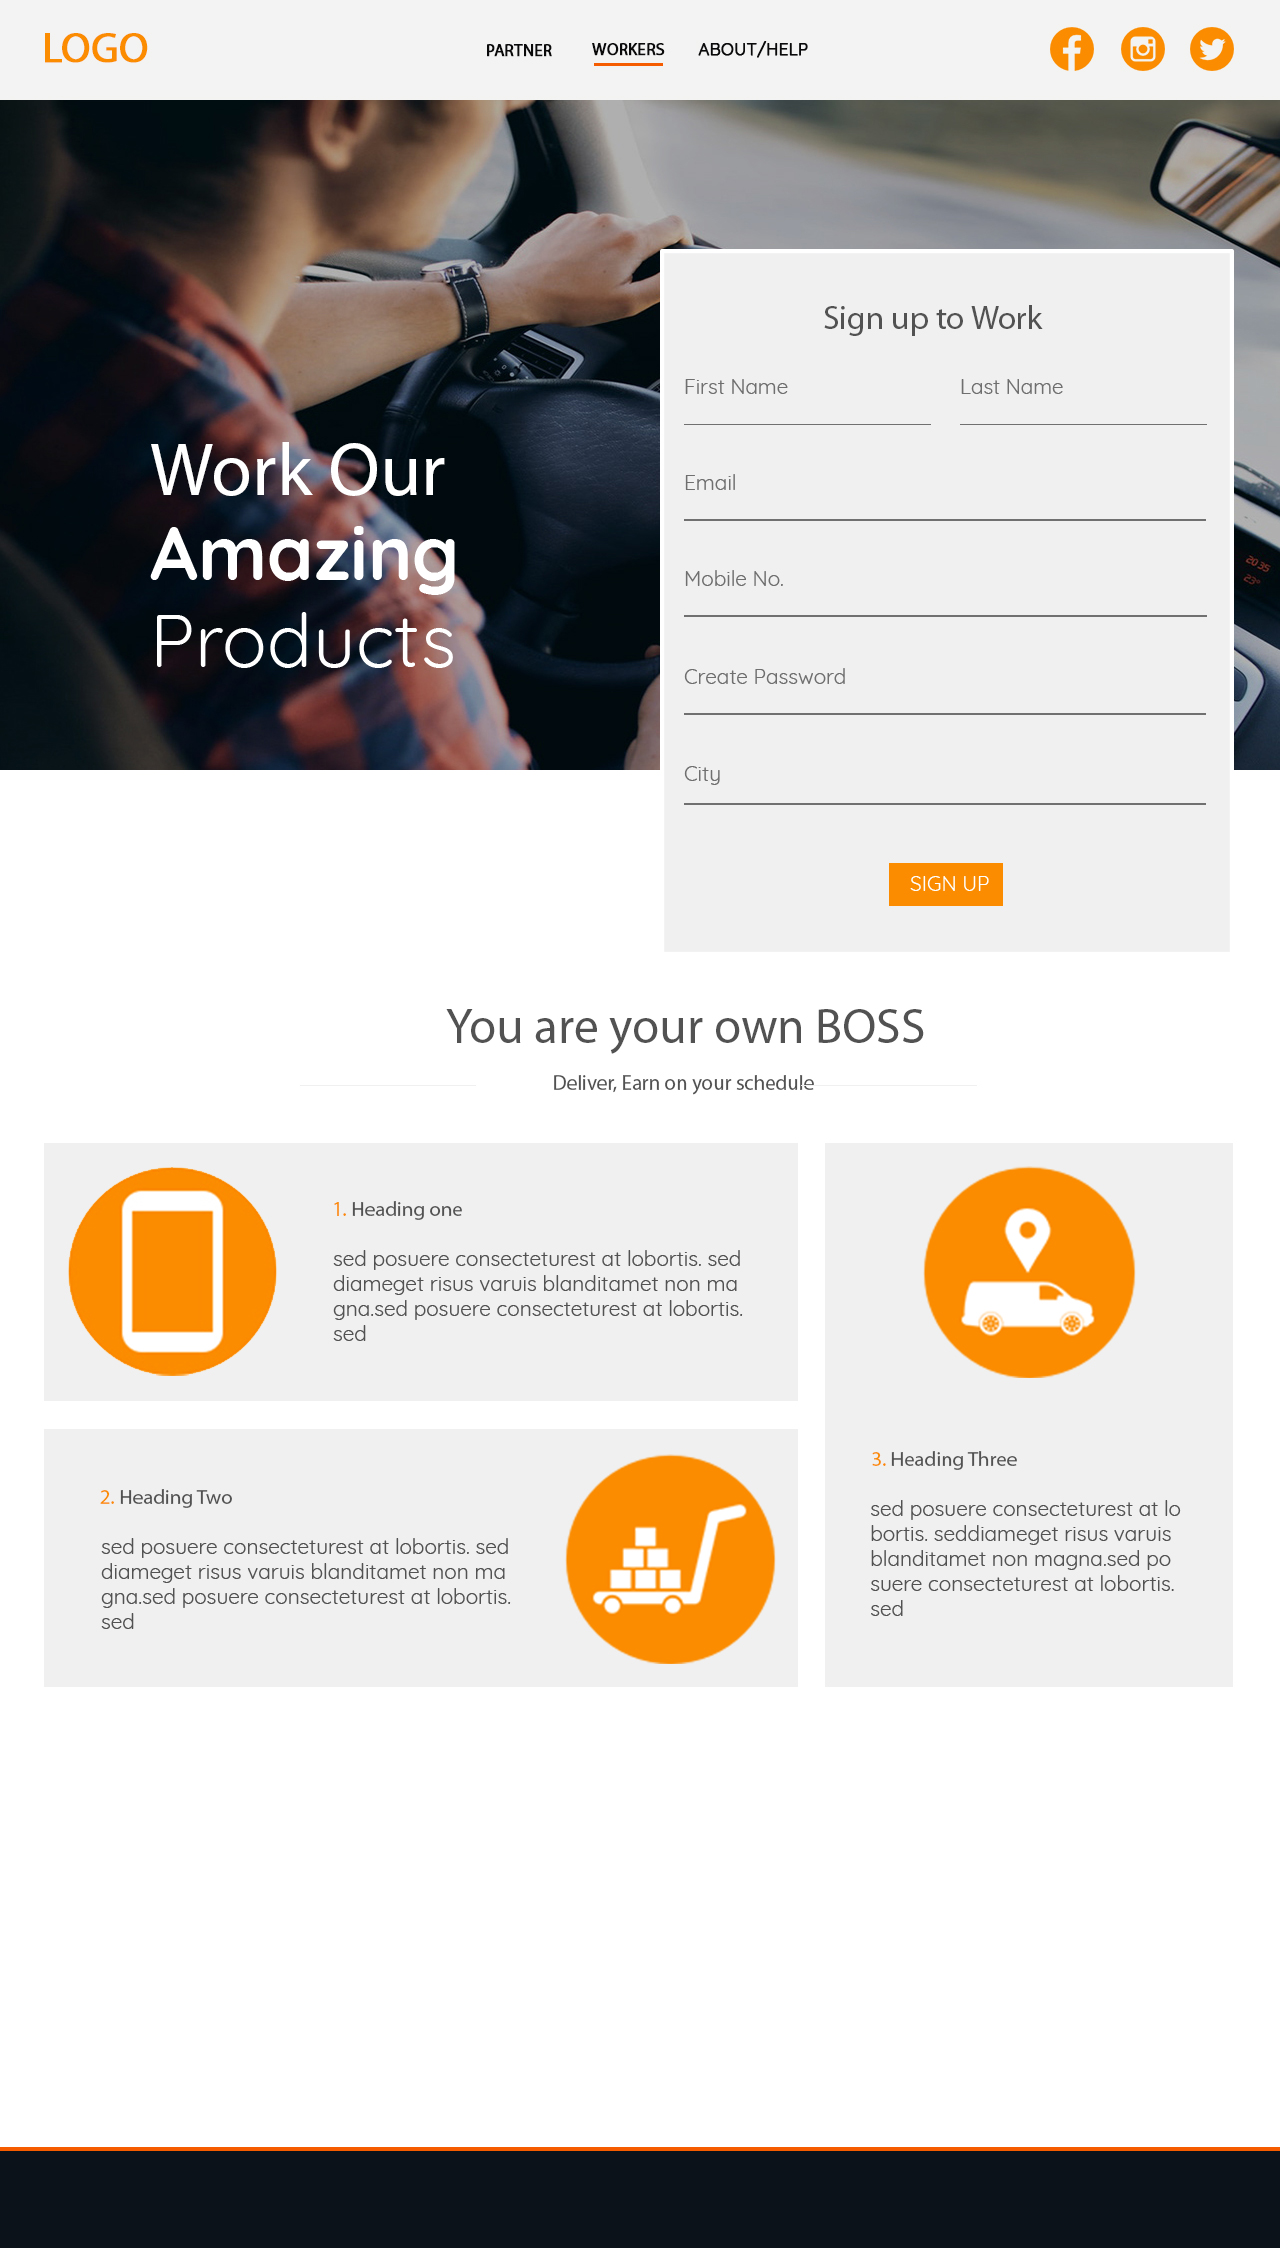 LOGO
PARTNER
WORKERS
ABOUT/HELP
Work Our
Amazing
Products
Sign up to Work
First Name
Last Name
Email
Mobile No.
Create Password
City
SIGN UP
20:35
23°
You are your own BOSS
Deliver, Earn on your schedule
1. Heading one
sed posuere consecteturest at lobortis. sed
diameget risus varuis blanditamet non ma
gna.sed posuere consecteturest at lobortis.
sed
2. Heading Two
sed posuere consecteturest at lobortis. sed
diameget risus varuis blanditamet non ma
gna.sed posuere consecteturest at lobortis.
sed
3. Heading Three
sed posuere consecteturest at lo
bortis. seddiameget risus varuis
blanditamet non magna.sed po
suere consecteturest at lobortis.
sed